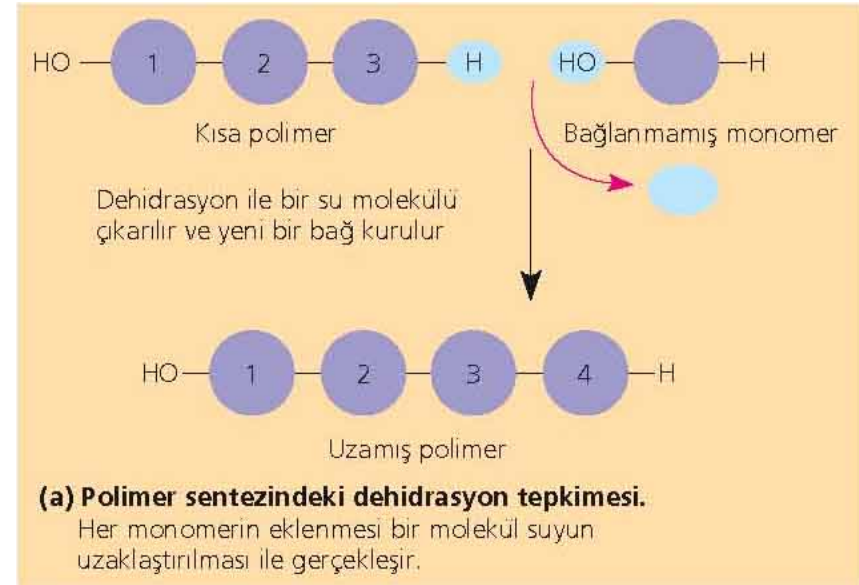 HO 1 2 3 H HO H
Kısa polimer Bağlanmamış monomer
Dehidrasyon ile bir su molekülü
çıkarılır ve yeni bir bağ kurulur
HO 1 2 3 4 H
Uzamış polimer
(a) Polimer sentezindeki dehidrasyon tepkimesi.
Her monomerin eklenmesi bir molekül suyun
uzaklaştırılması ile gerçekleşir.